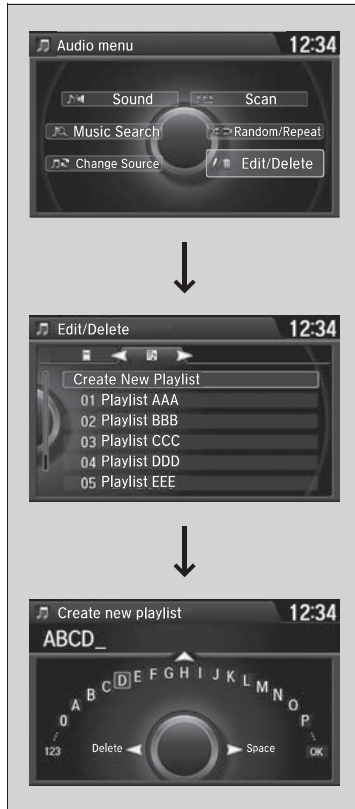 Audio menu 12:34
Sound Scan
Music Search Random/Repeat
Change Source Edit/Delete
Edit/Delete 12:34
Create New Playlist
01 Playlist AAA
02 Playlist BBB
03 Playlist CCC
04 Playlist DDD
05 Playlist EEE
Create new playlist 12:34
ABCD_
0 A B C D E F G H I J K L M N O P
123 Delete Space OK